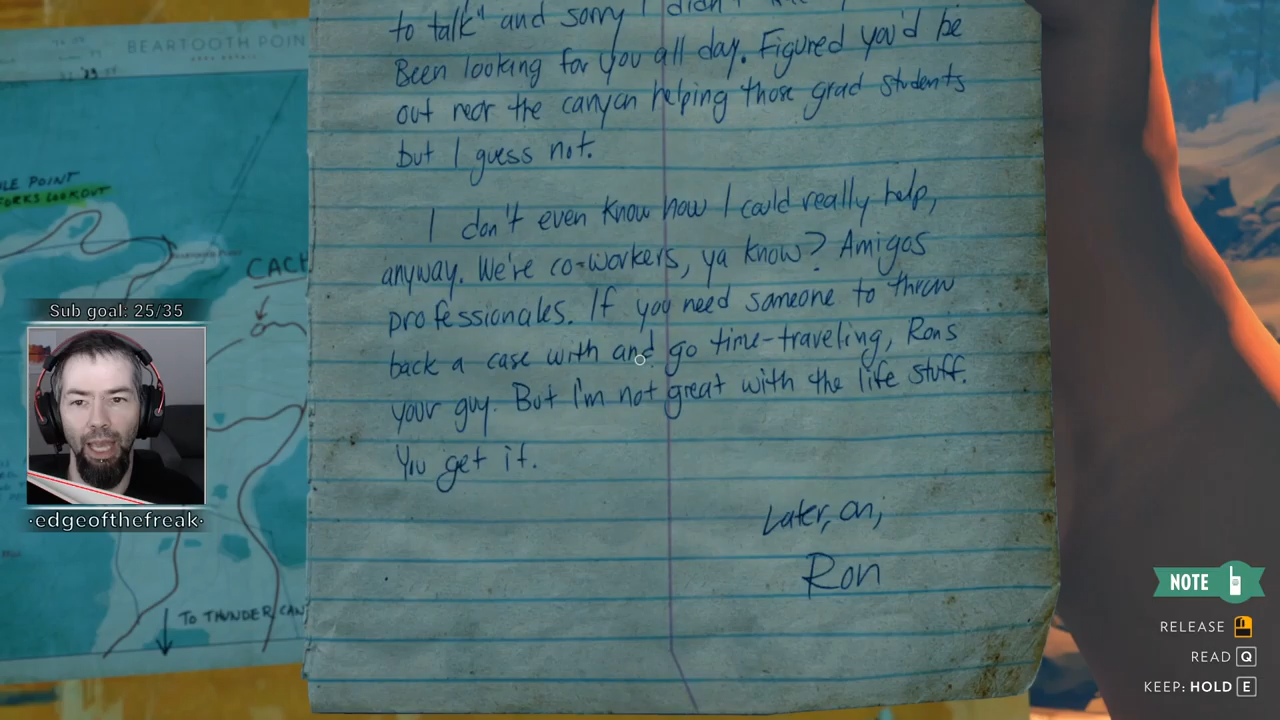 BEARTOOTH POIN
LE POINT
FORKS LOOKOUT
CACH
TO THUNDER CAN
to talk" and sorry I didn't
Been looking for you all day. Figured you'd be
out near the canyon helping those grad students
but I guess not.
I don't even know how I could really help,
anyway. We're co-workers, ya know? Amigos
professionales. If you need someone to throw
back a case with and go time-traveling, Ron's
your guy. But I'm not great with the life stuff.
You get it.
Later, on,
Ron
Sub goal: 25/35
·edgeofthefreak·
NOTE
RELEASE
READ Q
KEEP: HOLD E